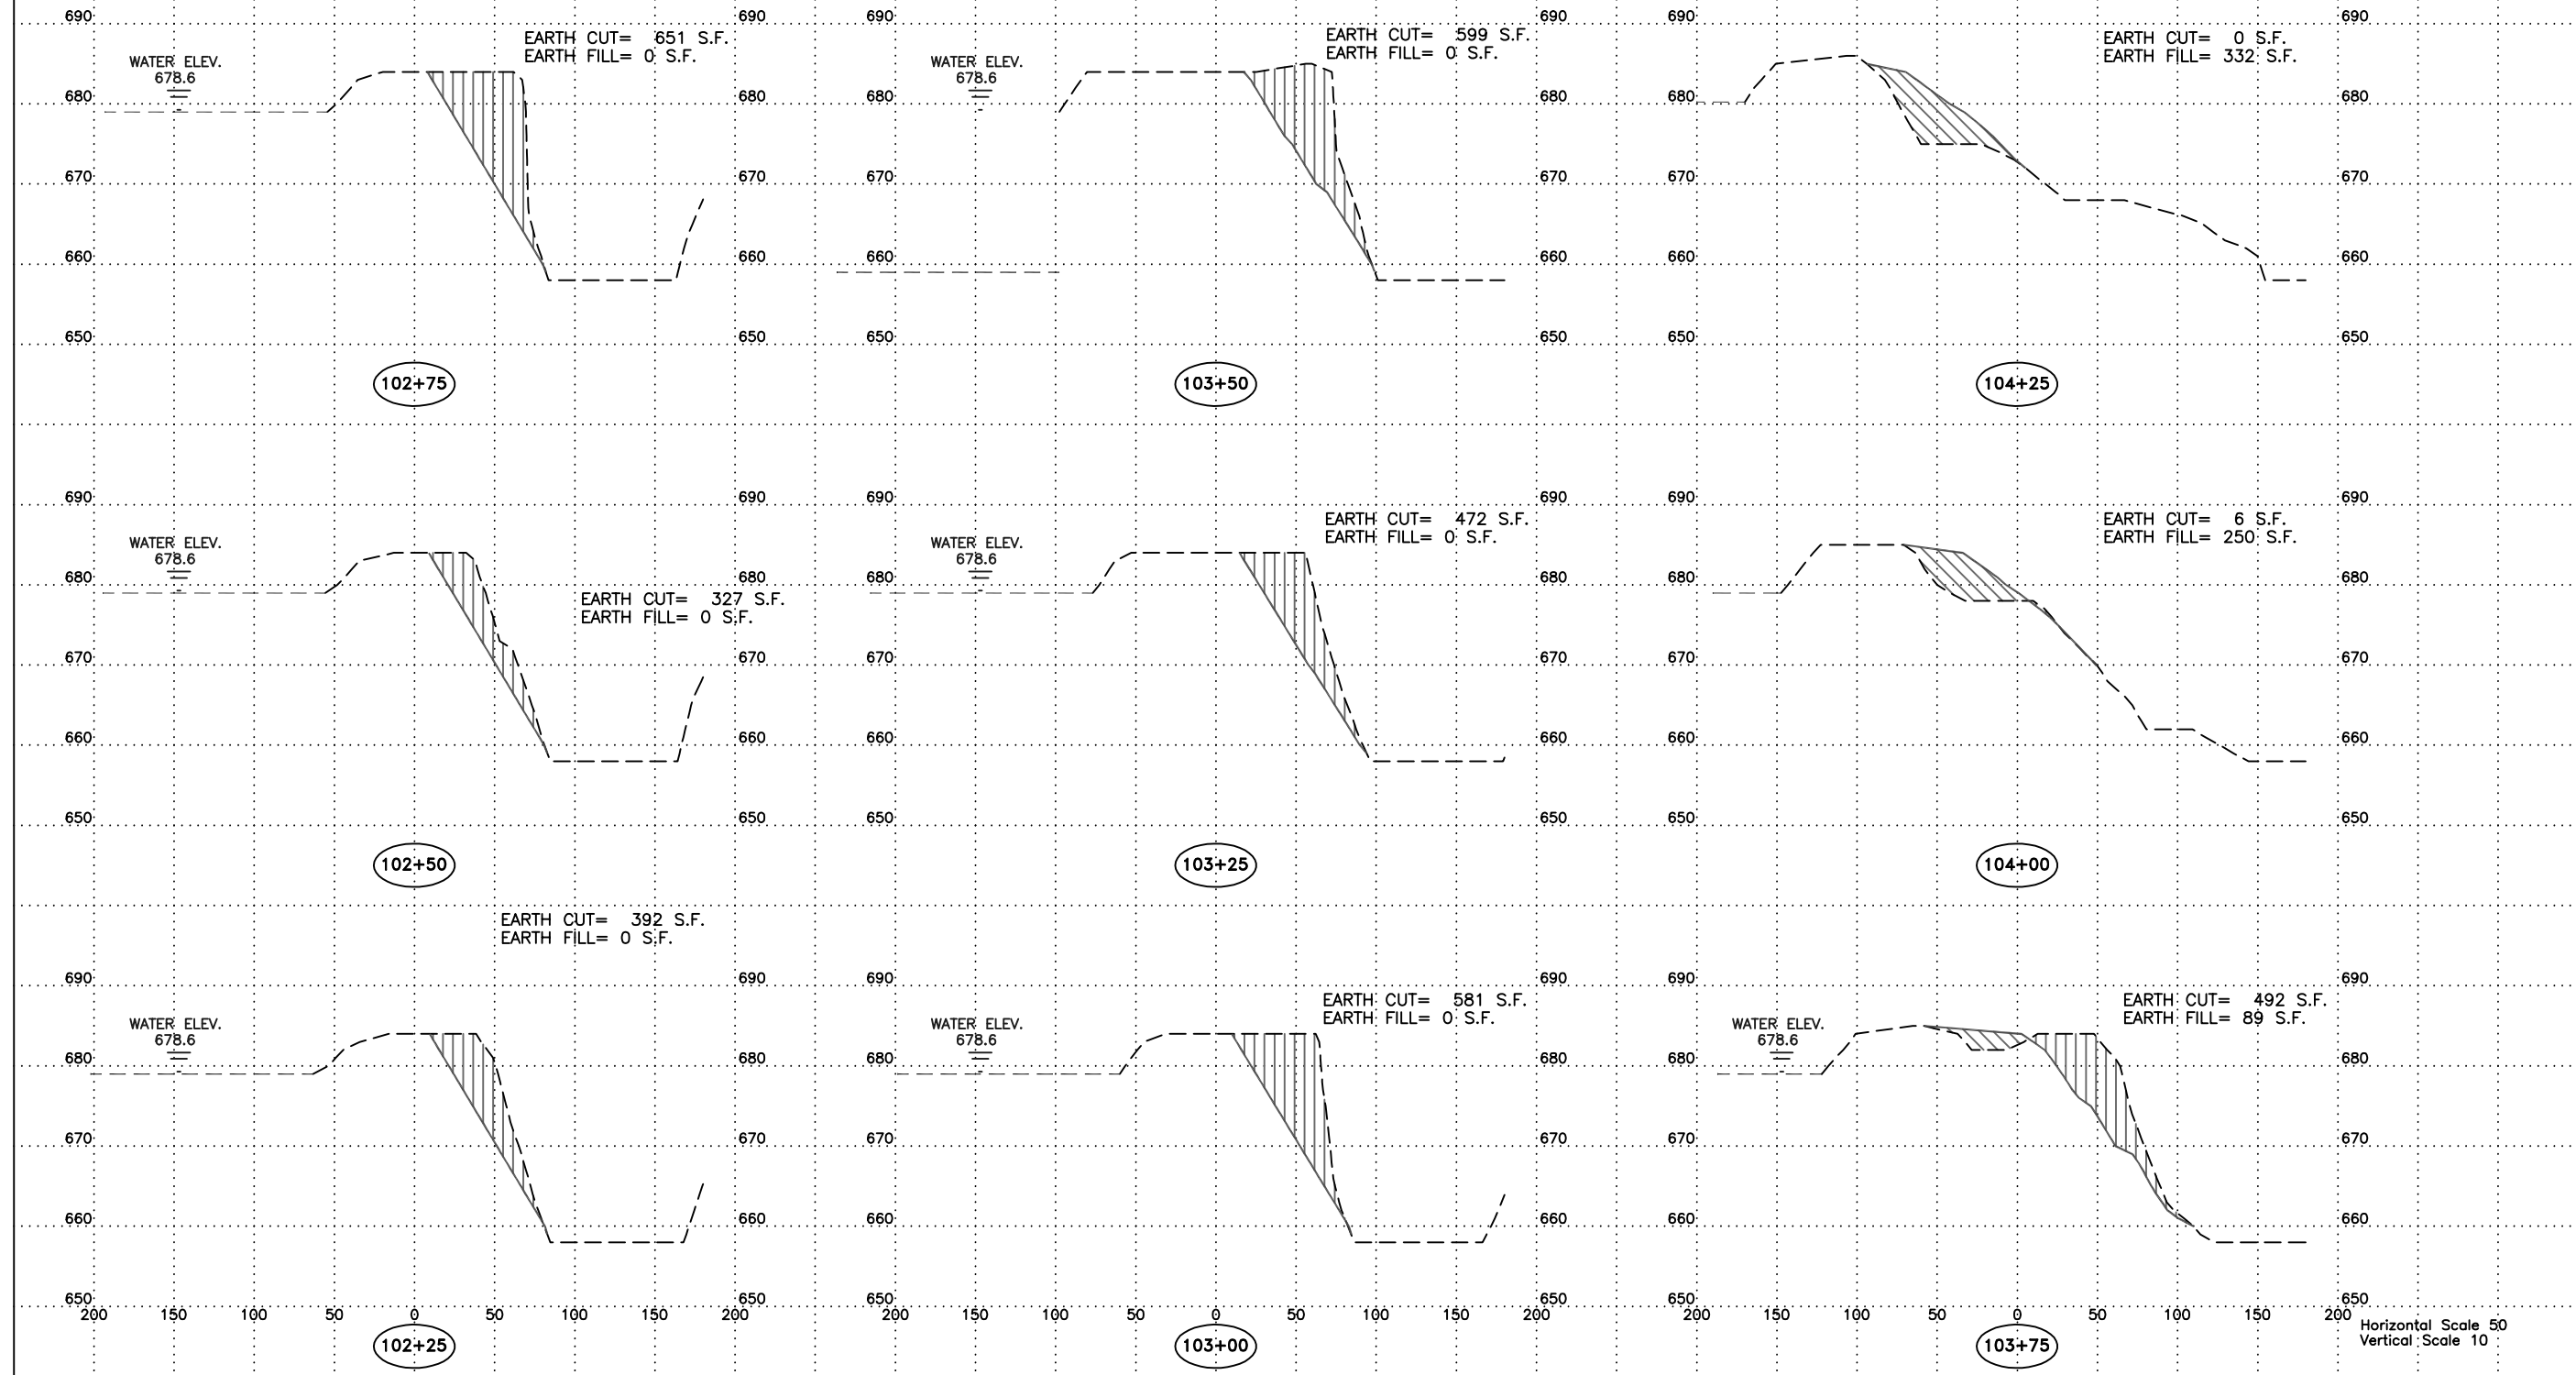 690 690 690 690 690 690
EARTH CUT= 651 S.F.
EARTH FILL= 0 S.F.
EARTH CUT= 599 S.F.
EARTH FILL= 0 S.F.
EARTH CUT= 0 S.F.
EARTH FILL= 332 S.F.
WATER ELEV.
678.6
WATER ELEV.
678.6
680 680 680 680 680 680
670 670 670 670 670 670
660 660 660 660 660 660
650 650 650 650 650 650
102+75 103+50 104+25
690 690 690 690 690 690
EARTH CUT= 327 S.F.
EARTH FILL= 0 S.F.
EARTH CUT= 472 S.F.
EARTH FILL= 0 S.F.
EARTH CUT= 6 S.F.
EARTH FILL= 250 S.F.
WATER ELEV.
678.6
WATER ELEV.
678.6
680 680 680 680 680 680
670 670 670 670 670 670
660 660 660 660 660 660
650 650 650 650 650 650
102+50 103+25 104+00
EARTH CUT= 392 S.F.
EARTH FILL= 0 S.F.
690 690 690 690 690 690
EARTH CUT= 581 S.F.
EARTH FILL= 0 S.F.
EARTH CUT= 492 S.F.
EARTH FILL= 89 S.F.
WATER ELEV.
678.6
WATER ELEV.
678.6
WATER ELEV.
678.6
680 680 680 680 680 680
670 670 670 670 670 670
660 660 660 660 660 660
650 650 650 650 650 650
200 150 100 50 0 50 100 150 200 200 150 100 50 0 50 100 150 200 200 150 100 50 0 50 100 150 200
102+25 103+00 103+75
Horizontal Scale 50
Vertical Scale 10